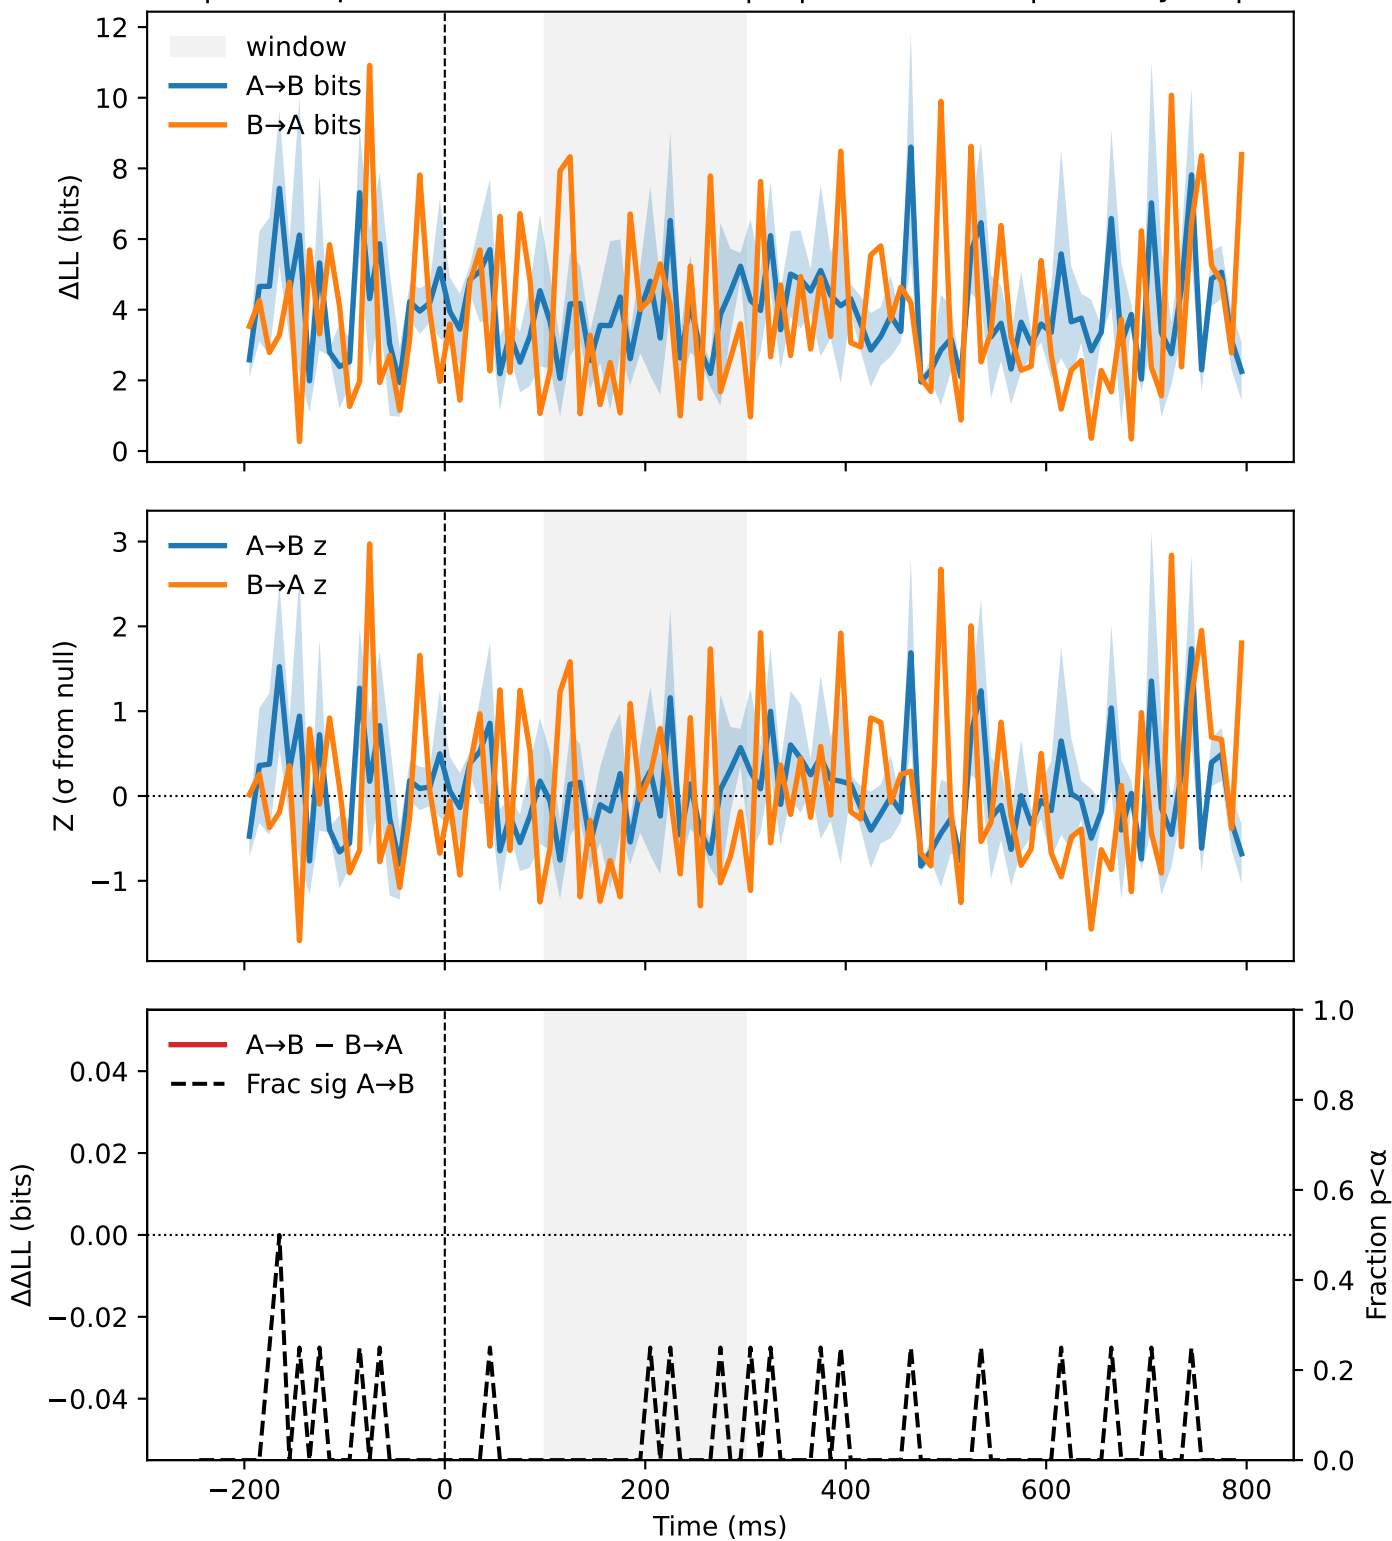 12
10
8
6
4
2
0
ΔLL (bits)
window
A→B bits
B→A bits
3
2
1
0
−1
Z (σ from null)
A→B z
B→A z
0.04
0.02
0.00
−0.02
−0.04
ΔΔLL (bits)
A→B − B→A
Frac sig A→B
1.0
0.8
0.6
0.4
0.2
0.0
Fraction p<α
−200
0
200
400
600
800
Time (ms)